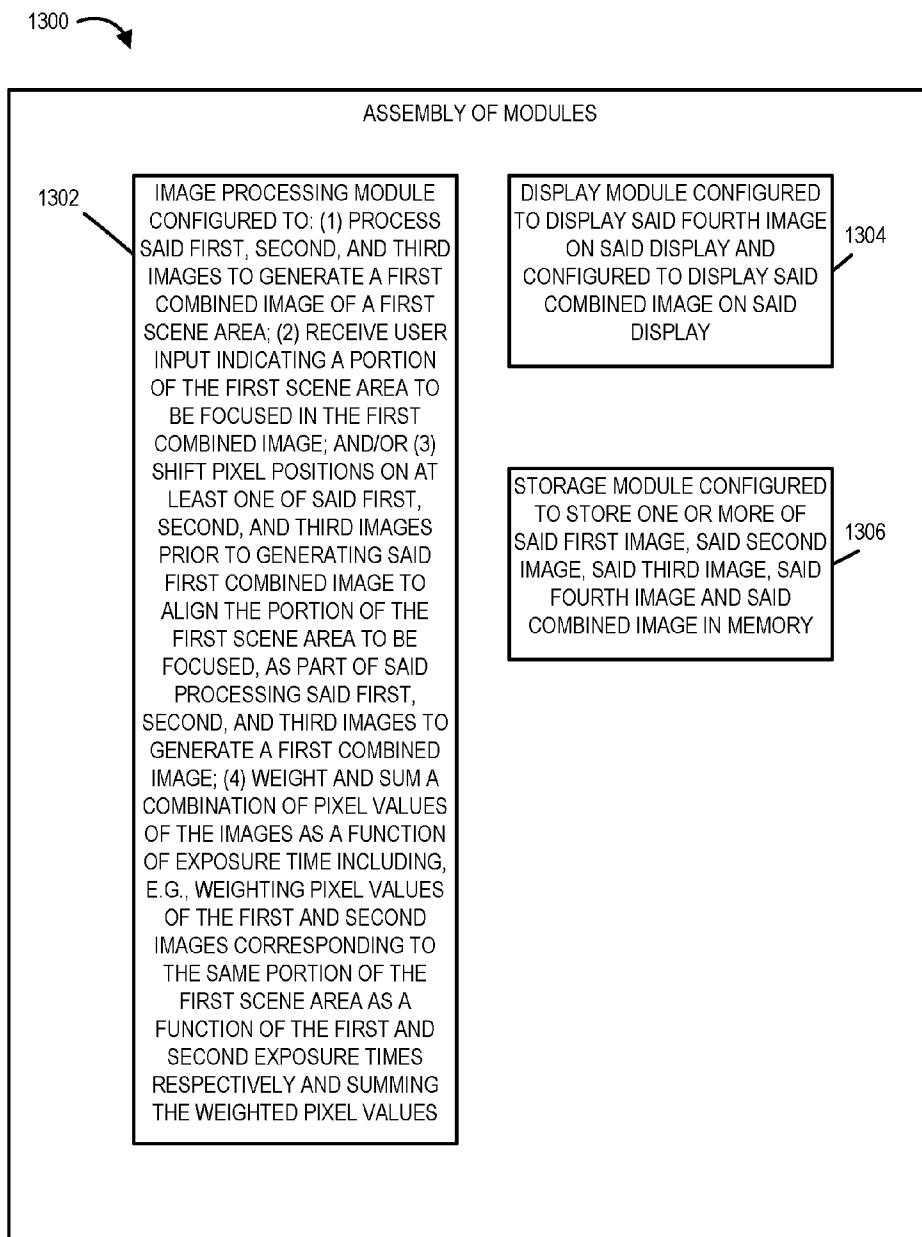 1300
ASSEMBLY OF MODULES
1302
IMAGE PROCESSING MODULE
CONFIGURED TO: (1) PROCESS
SAID FIRST, SECOND, AND THIRD
IMAGES TO GENERATE A FIRST
COMBINED IMAGE OF A FIRST
SCENE AREA; (2) RECEIVE USER
INPUT INDICATING A PORTION
OF THE FIRST SCENE AREA TO
BE FOCUSED IN THE FIRST
COMBINED IMAGE; AND/OR (3)
SHIFT PIXEL POSITIONS ON AT
LEAST ONE OF SAID FIRST,
SECOND, AND THIRD IMAGES
PRIOR TO GENERATING SAID
FIRST COMBINED IMAGE TO
ALIGN THE PORTION OF THE
FIRST SCENE AREA TO BE
FOCUSED, AS PART OF SAID
PROCESSING SAID FIRST,
SECOND, AND THIRD IMAGES TO
GENERATE A FIRST COMBINED
IMAGE; (4) WEIGHT AND SUM A
COMBINATION OF PIXEL VALUES
OF THE IMAGES AS A FUNCTION
OF EXPOSURE TIME INCLUDING,
E.G., WEIGHTING PIXEL VALUES
OF THE FIRST AND SECOND
IMAGES CORRESPONDING TO
THE SAME PORTION OF THE
FIRST SCENE AREA AS A
FUNCTION OF THE FIRST AND
SECOND EXPOSURE TIMES
RESPECTIVELY AND SUMMING
THE WEIGHTED PIXEL VALUES
DISPLAY MODULE CONFIGURED
TO DISPLAY SAID FOURTH IMAGE
ON SAID DISPLAY AND
CONFIGURED TO DISPLAY SAID
COMBINED IMAGE ON SAID
DISPLAY
1304
STORAGE MODULE CONFIGURED
TO STORE ONE OR MORE OF
SAID FIRST IMAGE, SAID SECOND
IMAGE, SAID THIRD IMAGE, SAID
FOURTH IMAGE AND SAID
COMBINED IMAGE IN MEMORY
1306